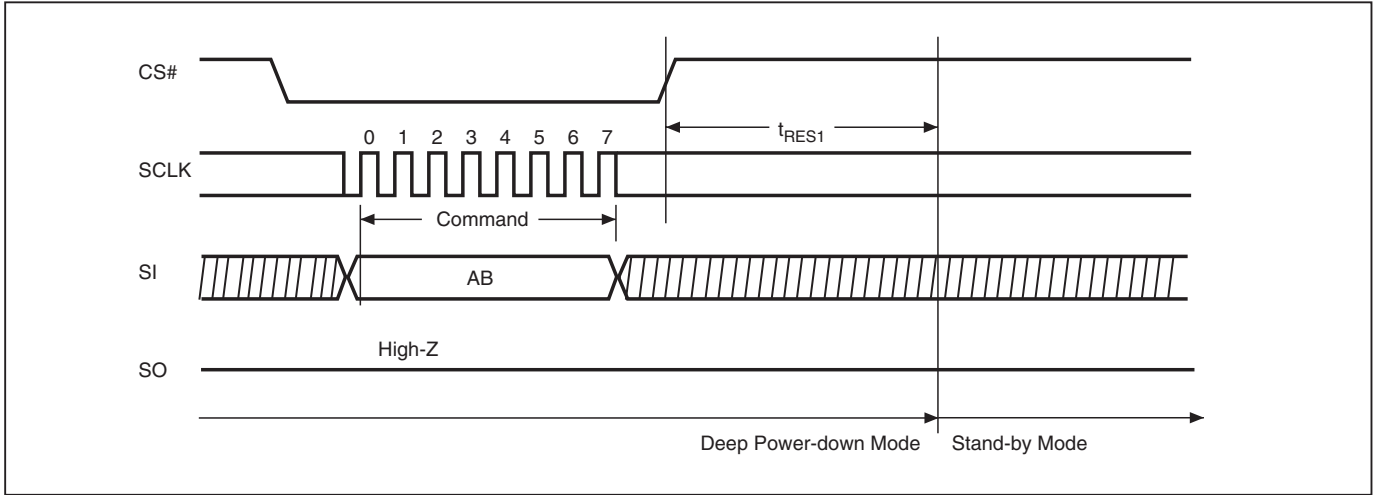 CS#
tRES1
0 1 2 3 4 5 6 7
SCLK
Command
SI
AB
High-Z
SO
Deep Power-down Mode
Stand-by Mode